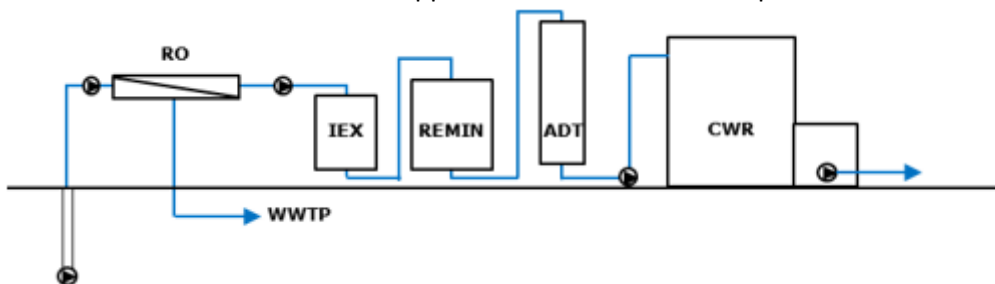 RO
IEX
REMIN
ADT
CWR
WWTP